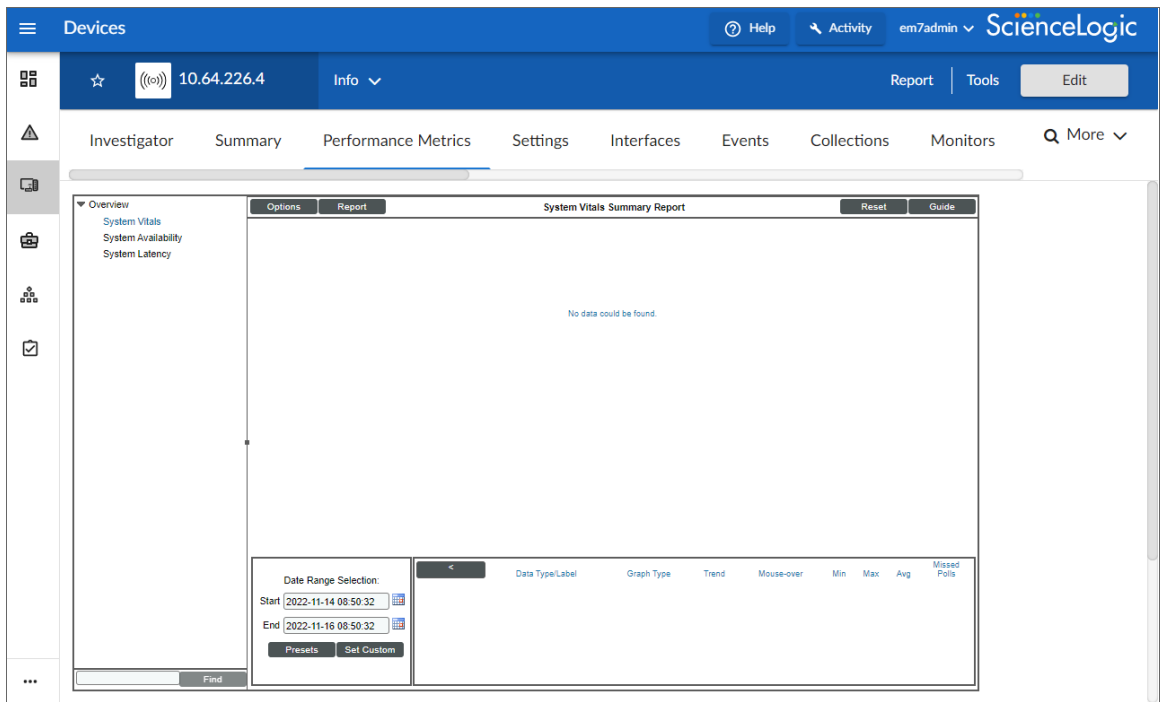 Devices
Help
Activity
em7admin
ScienceLogic
10.64.226.4
Info
Report
Tools
Edit
Investigator
Summary
Performance Metrics
Settings
Interfaces
Events
Collections
Monitors
More
Overview
System Vitals
System Availability
System Latency
Options
Report
System Vitals Summary Report
Reset
Guide
No data could be found.
Date Range Selection:
Start 2022-11-14 08:50:32
End 2022-11-16 08:50:32
Presets
Set Custom
<
Data Type/Label
Graph Type
Trend
Mouse-over
Min
Max
Avg
Missed
Polls
Find